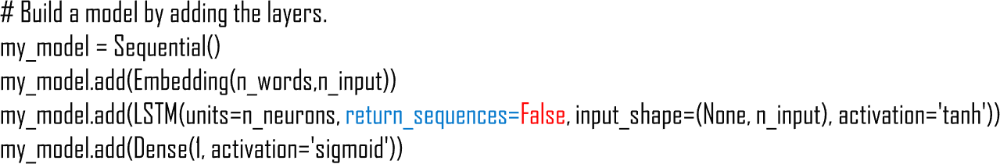 # Build a model by adding the layers.
my_model = Sequential()
my_model.add(Embedding(n_words,n_input))
my_model.add(LSTM(units=n_neurons, return_sequences=False, input_shape=(None, n_input), activation='tanh'))
my_model.add(Dense(1, activation='sigmoid'))